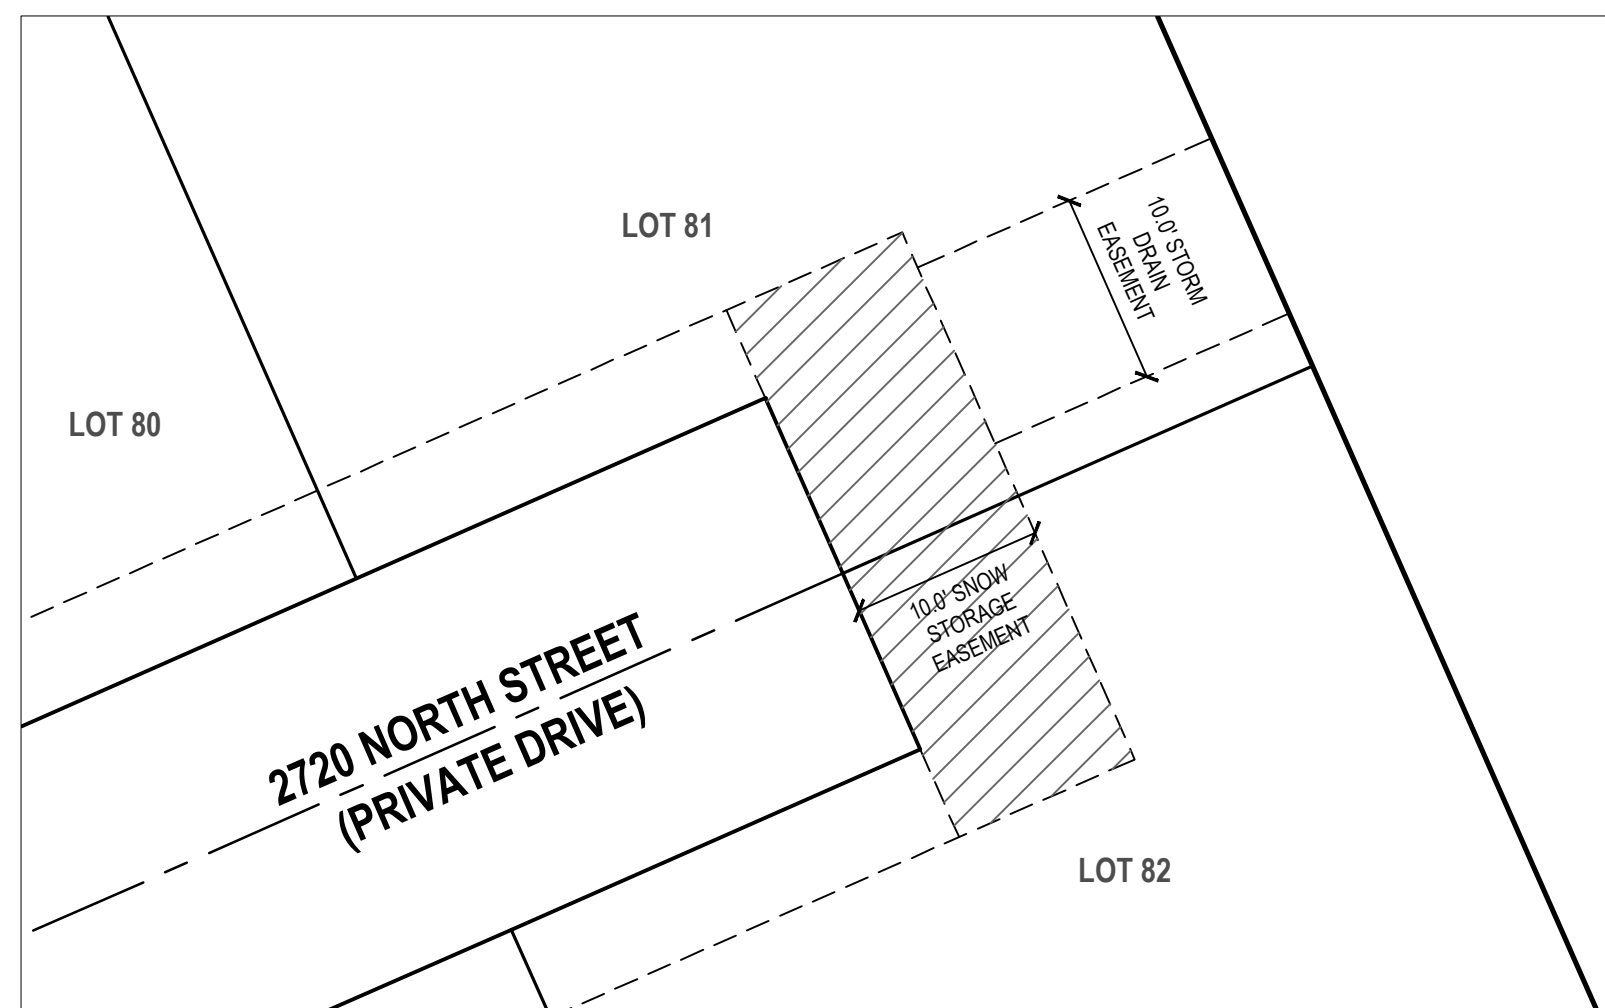 LOT 81
10.0' STORM
DRAIN
EASEMENT
LOT 80
10.0' SNOW
STORAGE
EASEMENT
2720 NORTH STREET
(PRIVATE DRIVE)
LOT 82